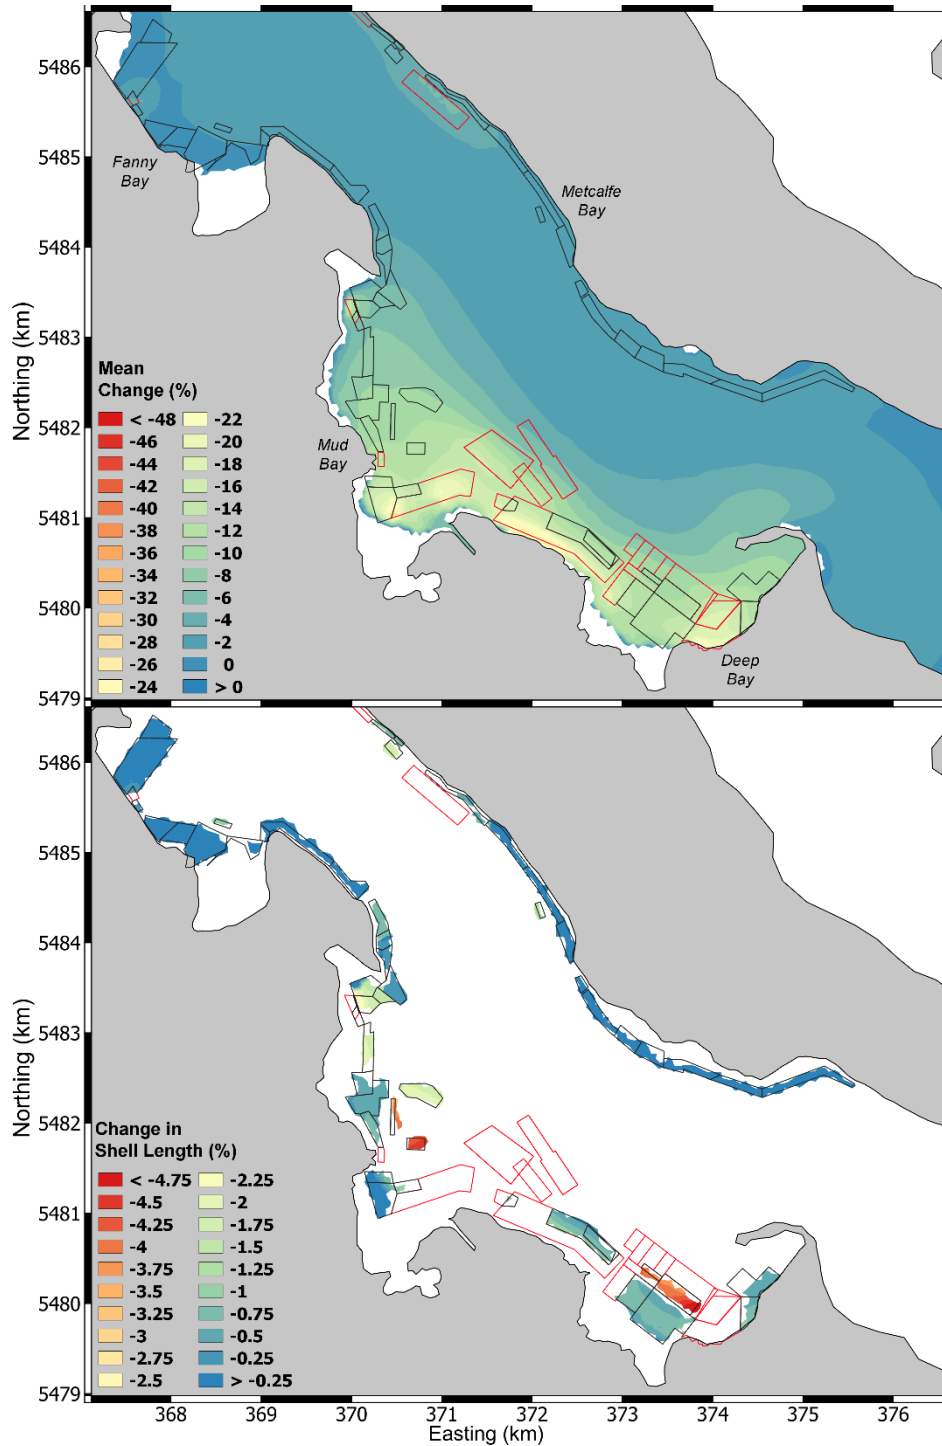 5486
5485
5484
5483
5482
5481
5480
5479
Northing (km)
Fanny
Bay
Metcalfe
Bay
Mud
Bay
Deep
Bay
Mean
Change (%)
< -48 -22
-46 -20
-44 -18
-42 -16
-40 -14
-38 -12
-36 -10
-34 -8
-32 -6
-30 -4
-28 -2
-26 0
-24 > 0
5486
5485
5484
5483
5482
5481
5480
5479
Northing (km)
Change in
Shell Length (%)
< -4.75 -2.25
-4.5 -2
-4.25 -1.75
-4 -1.5
-3.75 -1.25
-3.5 -1
-3.25 -0.75
-3 -0.5
-2.75 -0.25
-2.5 > -0.25
368 369 370 371 372 373 374 375 376
Easting (km)